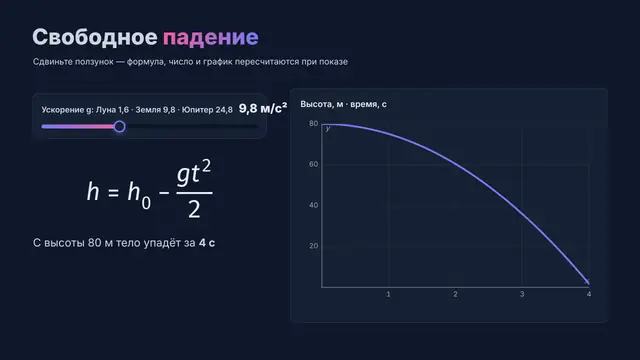 Свободное падение
Сдвиньте ползунок — формула, число и график пересчитаются при показе
Ускорение g: Луна 1,6 · Земля 9,8 · Юпитер 24,8 9,8 м/с²
h = h₀ − gt²/2
С высоты 80 м тело упадёт за 4 с
Высота, м · время, с
80
y
60
40
20
x
1 2 3 4